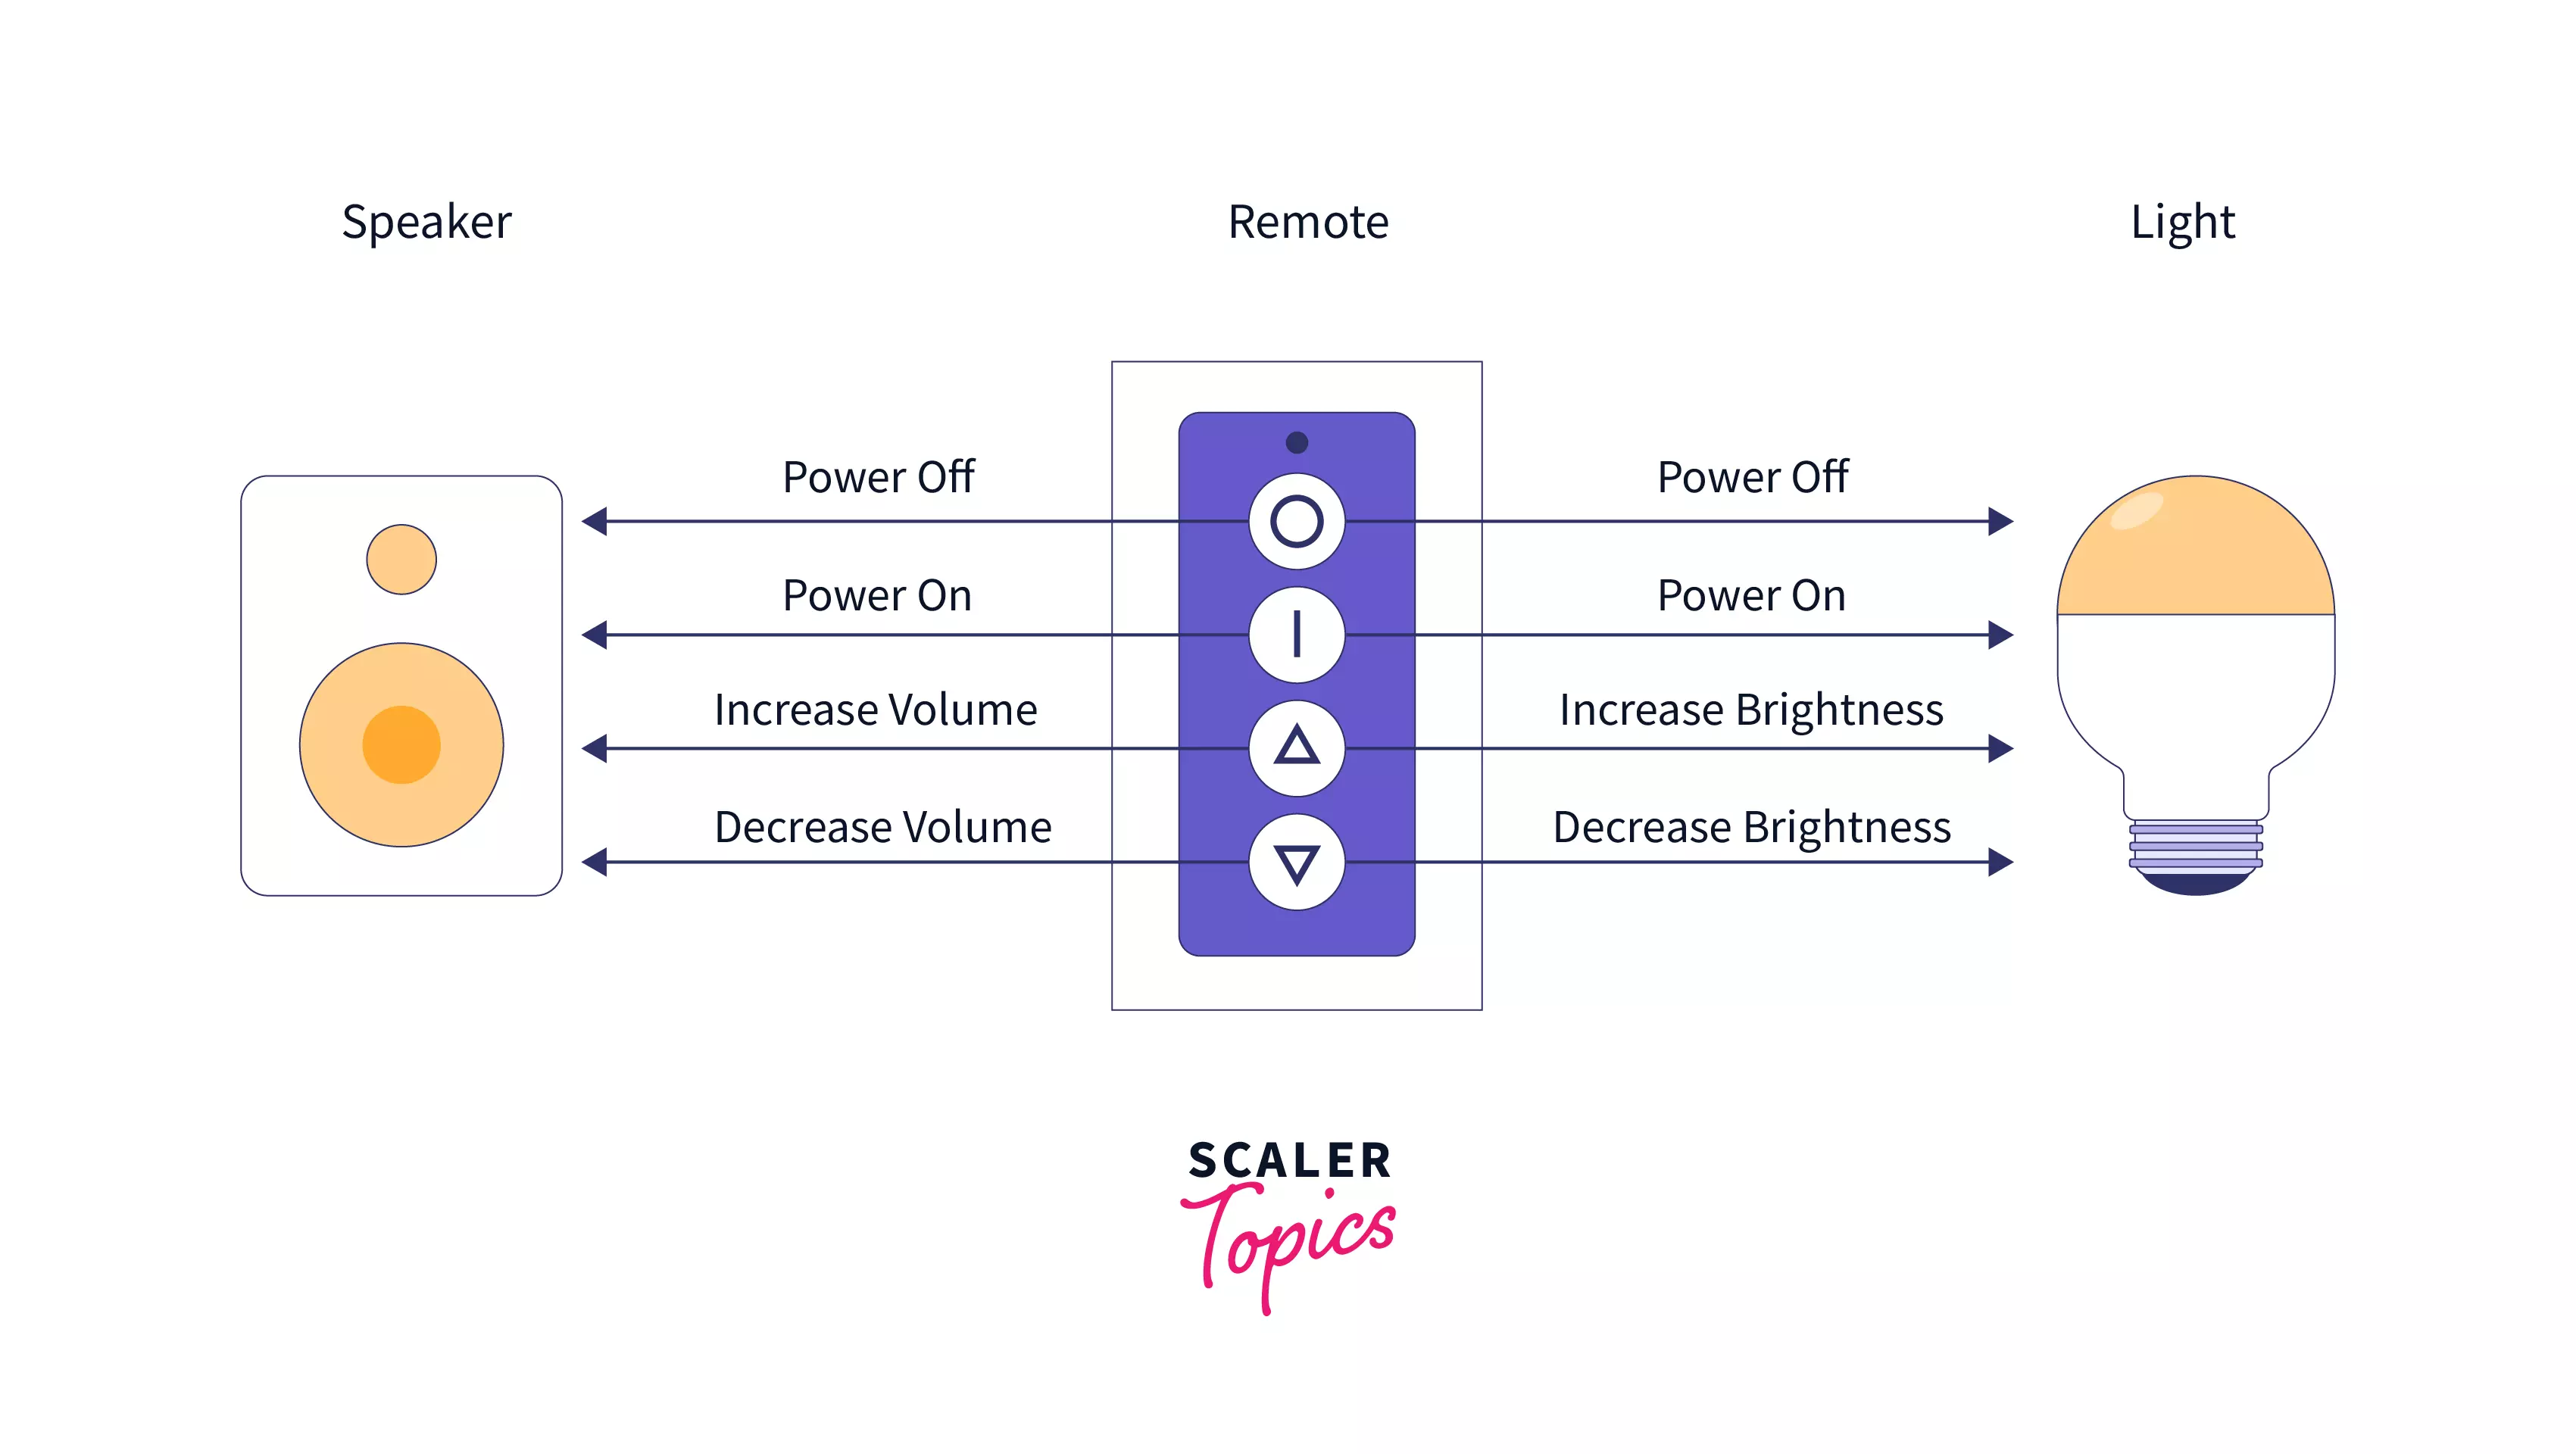 Speaker
Remote
Light
Power Off
Power Off
Power On
Power On
Increase Volume
Increase Brightness
Decrease Volume
Decrease Brightness
SCALER
Topics